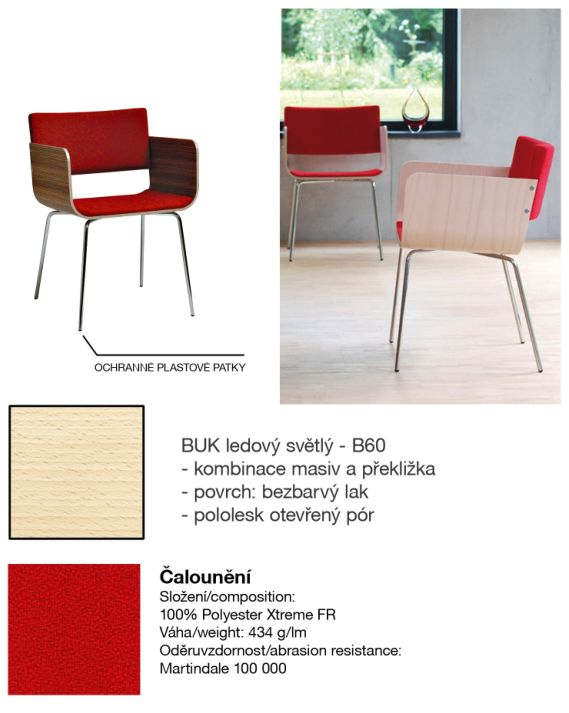 OCHRANNÉ PLASTOVÉ PATKY
BUK ledový světlý - B60
- kombinace masiv a překližka
- povrch: bezbarvý lak
- pololesk otevřený pór
Čalounění
Složení/composition:
100% Polyester Xtreme FR
Váha/weight: 434 g/lm
Oděruvzdornost/abrasion resistance:
Martindale 100 000